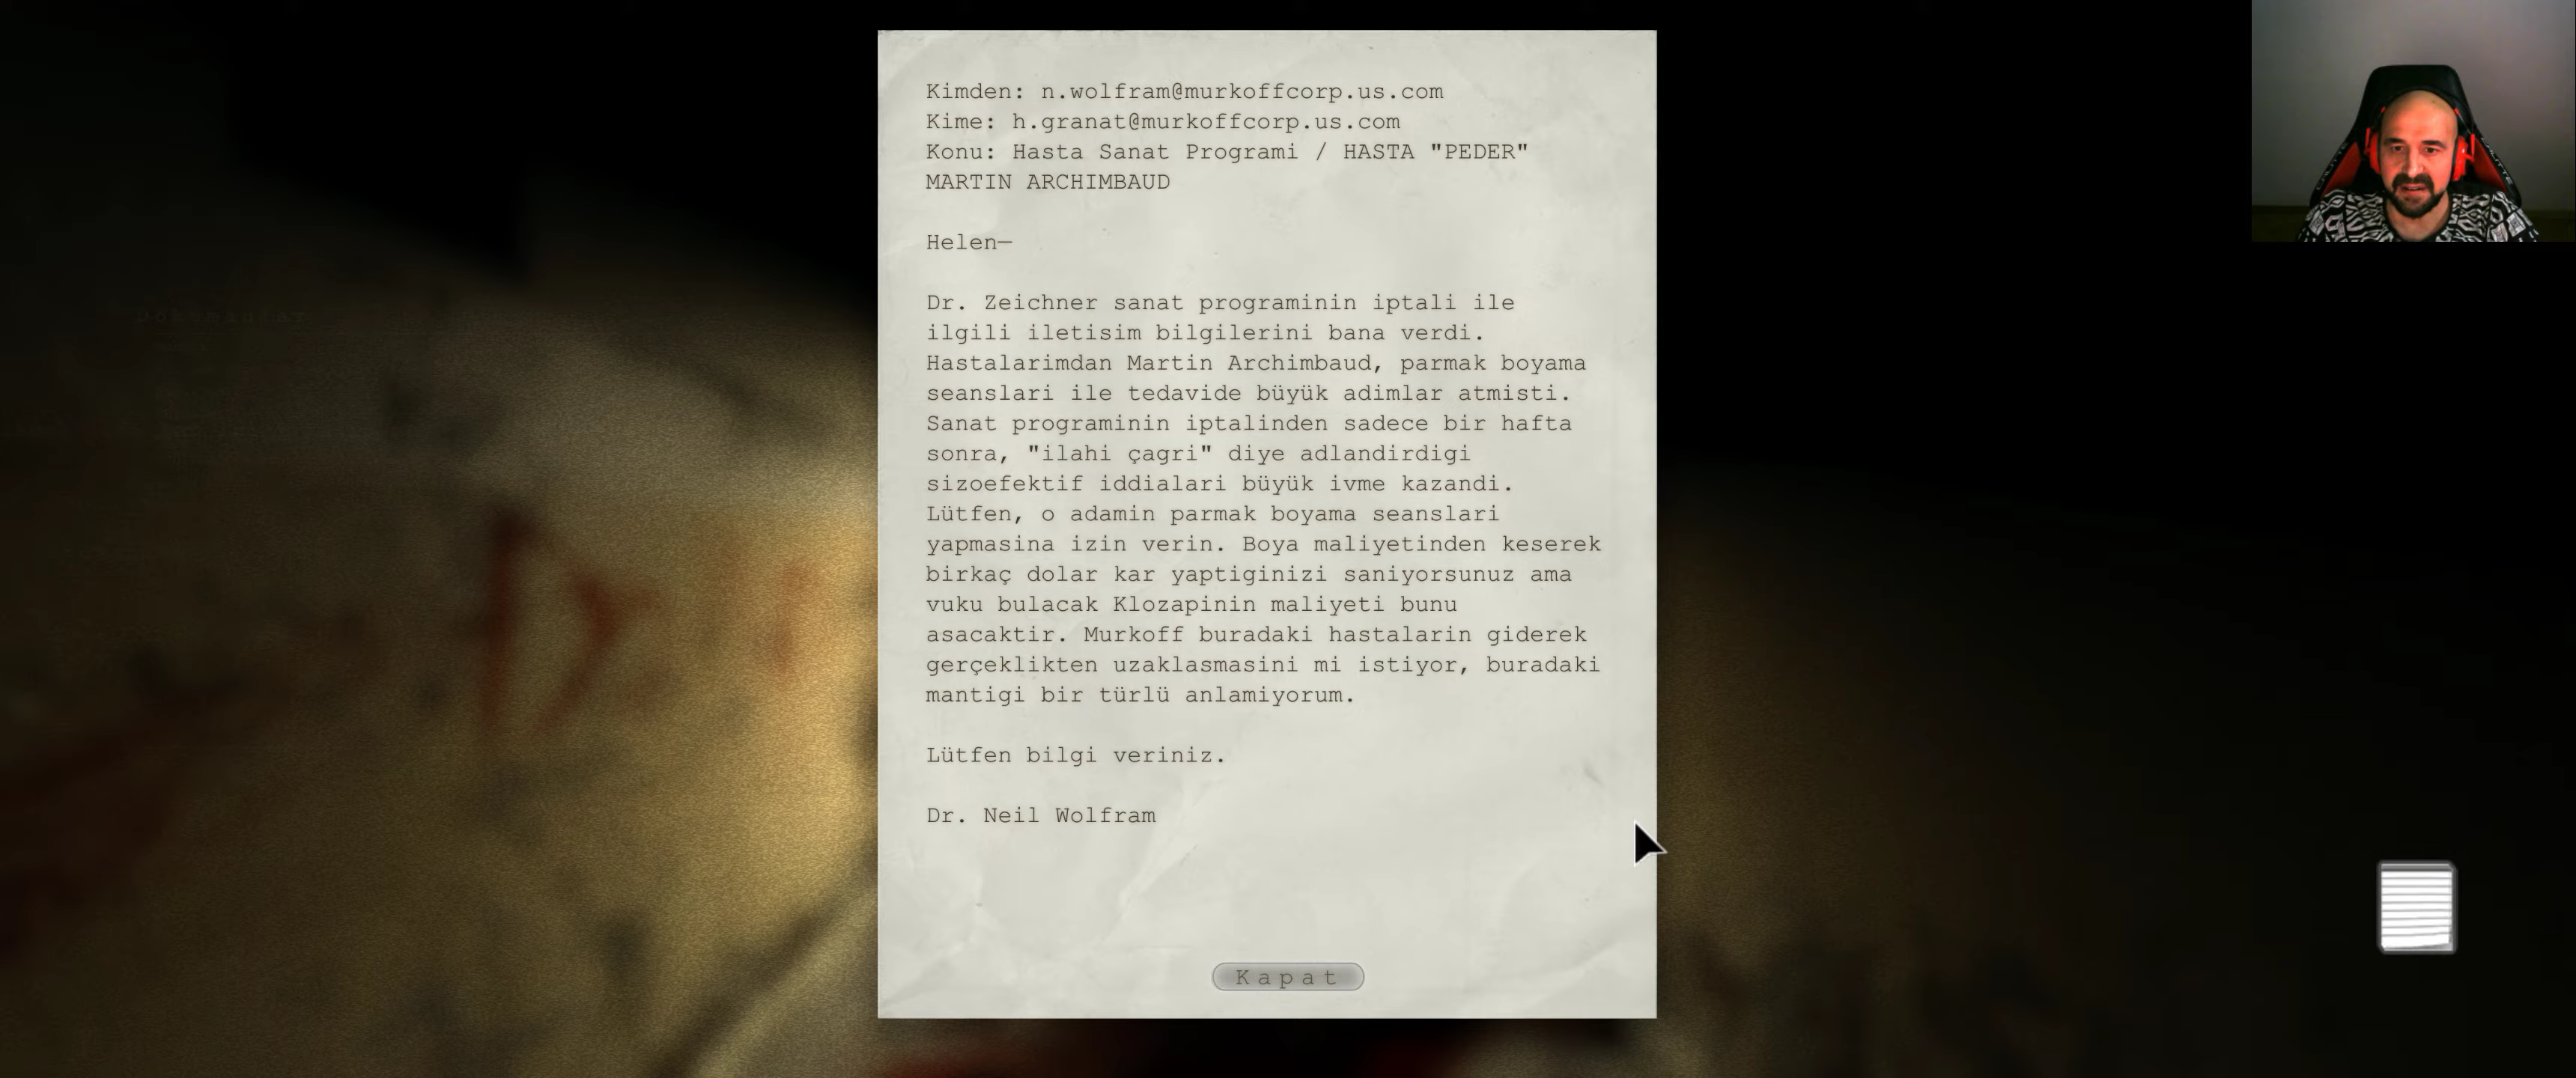 Kimden: n.wolfram@murkoffcorp.us.com
Kime: h.granat@murkoffcorp.us.com
Konu: Hasta Sanat Programi / HASTA "PEDER"
MARTIN ARCHIMBAUD
Helen—
Dr. Zeichner sanat programinin iptali ile
ilgili iletisim bilgilerini bana verdi.
Hastalarimdan Martin Archimbaud, parmak boyama
seanslari ile tedavide büyük adimlar atmisti.
Sanat programinin iptalinden sadece bir hafta
sonra, "ilahi çagri" diye adlandirdigi
sizoefektif iddialari büyük ivme kazandi.
Lütfen, o adamin parmak boyama seanslari
yapmasina izin verin. Boya maliyetinden keserek
birkaç dolar kar yaptiginizi saniyorsunuz ama
vuku bulacak Klozapinin maliyeti bunu
asacaktir. Murkoff buradaki hastalarin giderek
gerçeklikten uzaklasmasini mi istiyor, buradaki
mantigi bir türlü anlamiyorum.
Lütfen bilgi veriniz.
Dr. Neil Wolfram
Kapat